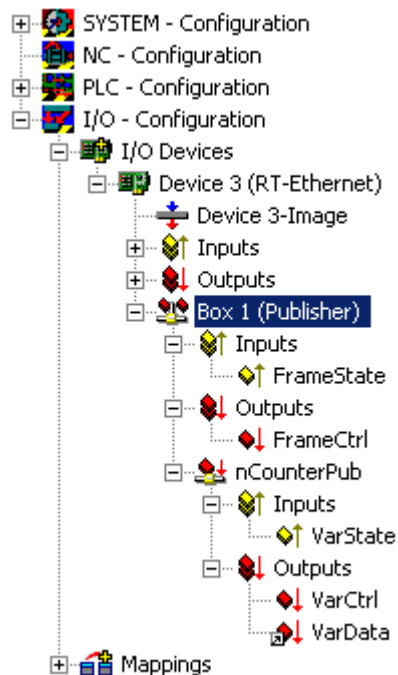 SYSTEM - Configuration
NC - Configuration
PLC - Configuration
I/O - Configuration
I/O Devices
Device 3 (RT-Ethernet)
Device 3-Image
Inputs
Outputs
Box 1 (Publisher)
Inputs
FrameState
Outputs
FrameCtrl
nCounterPub
Inputs
VarState
Outputs
VarCtrl
VarData
Mappings